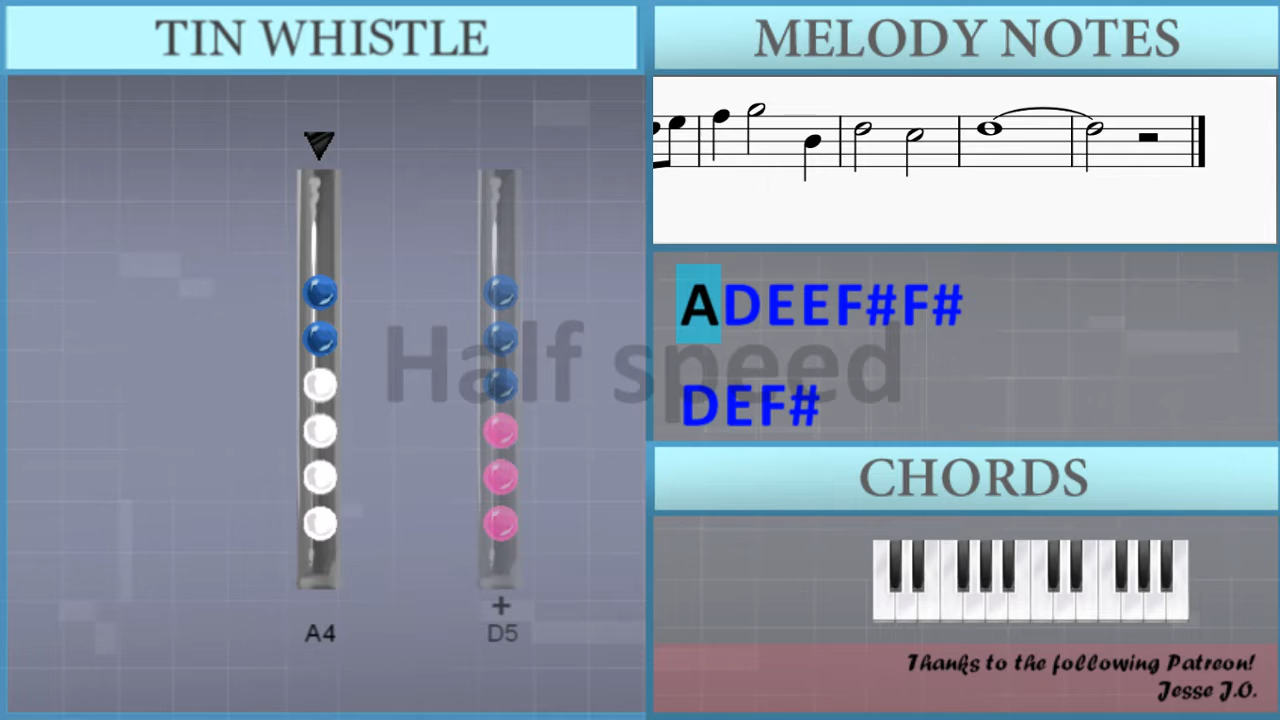 TIN WHISTLE
A4
+
D5
Half speed
MELODY NOTES
ADEEF#F#
DEF#
CHORDS
Thanks to the following Patreon!
Jesse J.O.